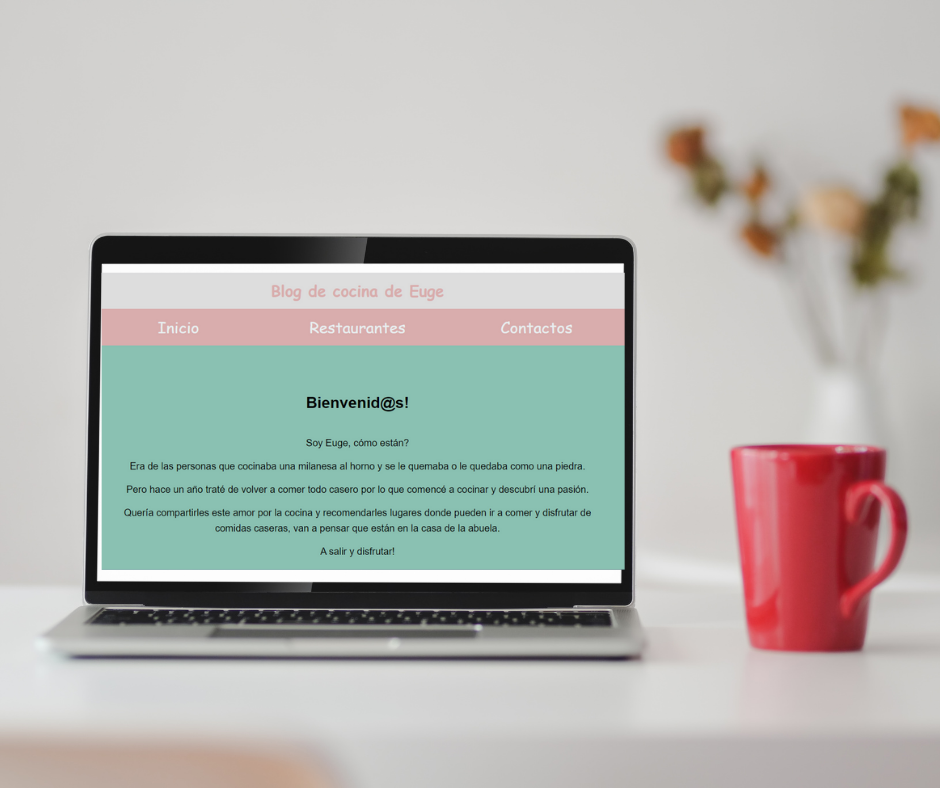 Blog de cocina de Euge
Inicio Restaurantes Contactos
Bienvenid@s!
Soy Euge, cómo están?
Era de las personas que cocinaba una milanesa al horno y se le quemaba o le quedaba como una piedra.
Pero hace un año traté de volver a comer todo casero por lo que comencé a cocinar y descubrí una pasión.
Quería compartirles este amor por la cocina y recomendarles lugares donde pueden ir a comer y disfrutar de
comidas caseras, van a pensar que están en la casa de la abuela.
A salir y disfrutar!